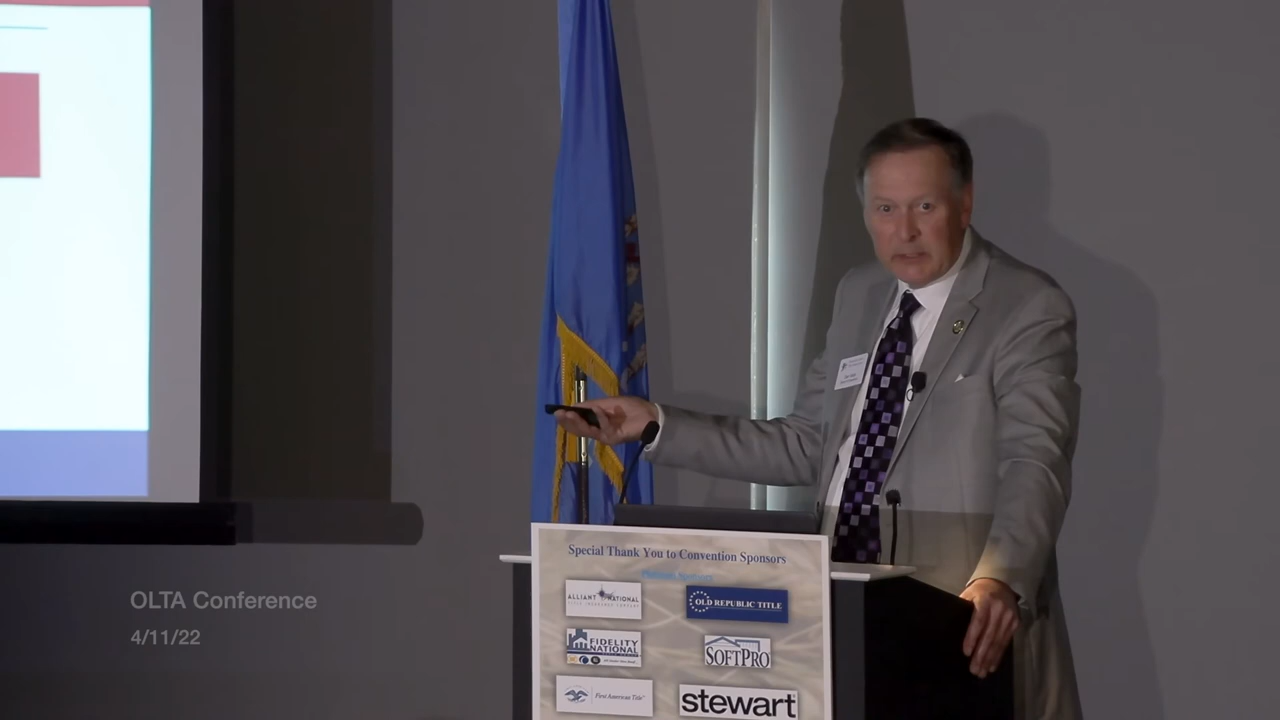 OLTA Conference
4/11/22
Special Thank You to Convention Sponsors
ALLIANT NATIONAL
TITLE INSURANCE COMPANY
OLD REPUBLIC TITLE
FIDELITY
NATIONAL
SOFTPRO
First American Title
stewart